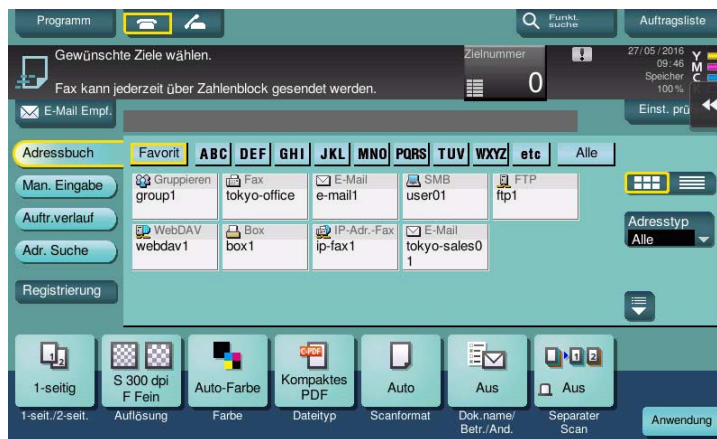 Programm
Funkt.
suche
Auftragsliste
Gewünschte Ziele wählen.
Fax kann jederzeit über Zahlenblock gesendet werden.
Zielnummer
0
27/05/2016
09:46
Speicher
100 %
Y
M
C
E-Mail Empf.
Einst. prü
Adressbuch
Favorit ABC DEF GHI JKL MNO PQRS TUV WXYZ etc Alle
Man. Eingabe
Auftr.verlauf
Adr. Suche
Registrierung
Gruppieren
group1
Fax
tokyo-office
E-Mail
e-mail1
SMB
user01
FTP
ftp1
WebDAV
webdav1
Box
box1
IP-Adr.-Fax
ip-fax1
E-Mail
tokyo-sales0
1
Adresstyp
Alle
1-seitig
S 300 dpi
F Fein
Auto-Farbe
Kompaktes
PDF
Auto
Aus
Aus
1-seit./2-seit.
Auflösung
Farbe
Dateityp
Scanformat
Dok.name/
Betr./And.
Separater
Scan
Anwendung